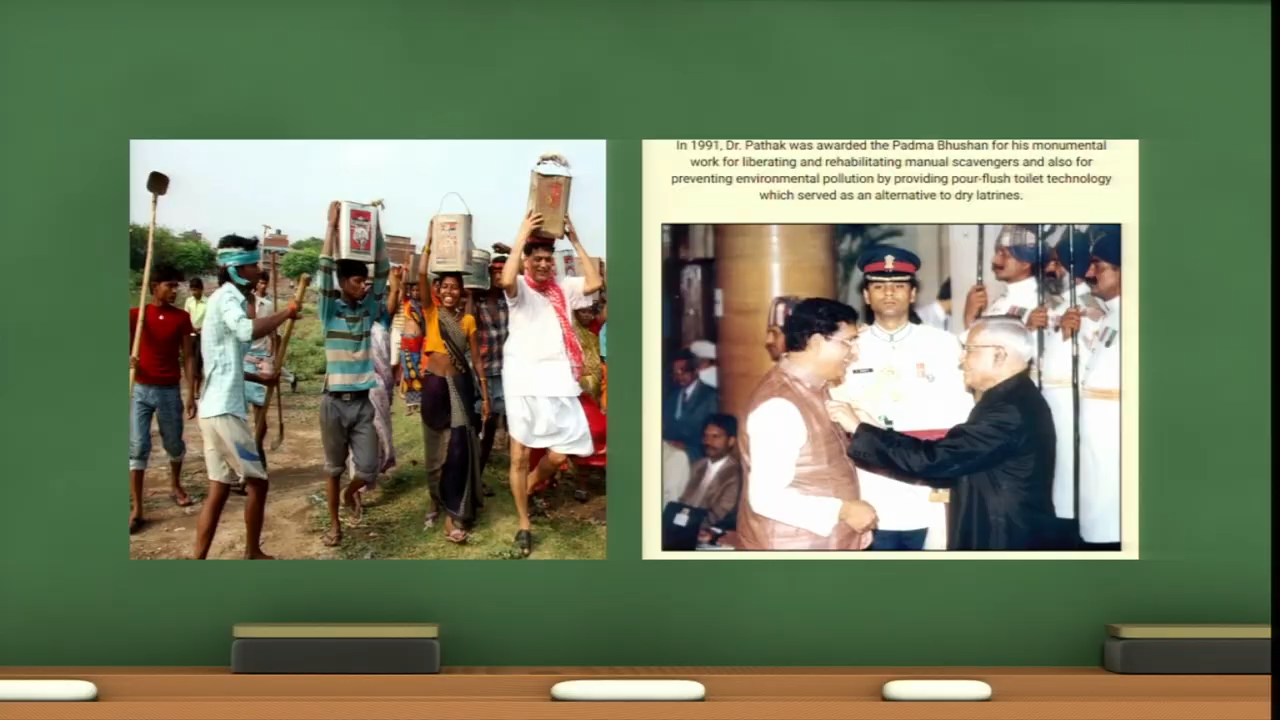 In 1991, Dr. Pathak was awarded the Padma Bhushan for his monumental
work for liberating and rehabilitating manual scavengers and also for
preventing environmental pollution by providing pour-flush toilet technology
which served as an alternative to dry latrines.